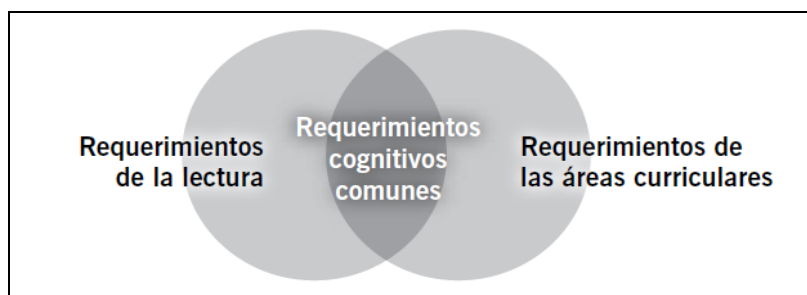 Requerimientos
de la lectura
Requerimientos
cognitivos
comunes
Requerimientos de
las áreas curriculares